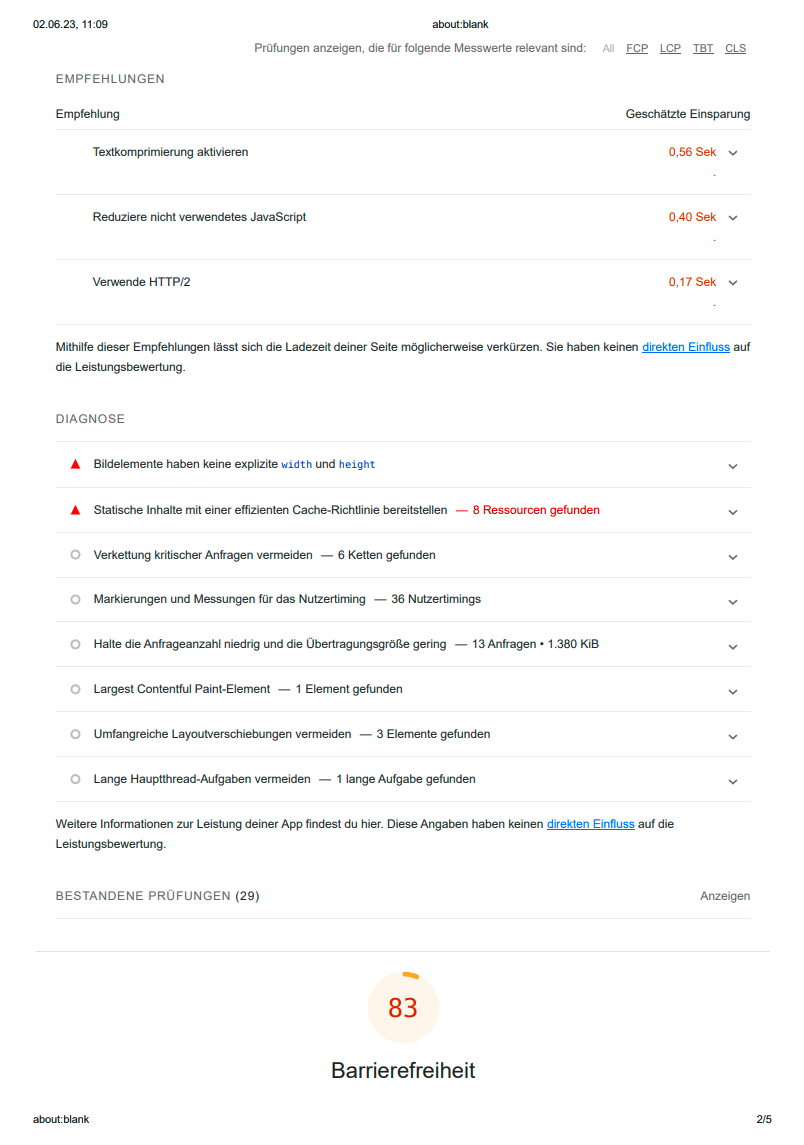 02.06.23, 11:09 about:blank
Prüfungen anzeigen, die für folgende Messwerte relevant sind: All FCP LCP TBT CLS
EMPFEHLUNGEN
Empfehlung Geschätzte Einsparung
Textkomprimierung aktivieren 0,56 Sek
.
Reduziere nicht verwendetes JavaScript 0,40 Sek
.
Verwende HTTP/2 0,17 Sek
.
Mithilfe dieser Empfehlungen lässt sich die Ladezeit deiner Seite möglicherweise verkürzen. Sie haben keinen direkten Einfluss auf
die Leistungsbewertung.
DIAGNOSE
Bildelemente haben keine explizite width und height
Statische Inhalte mit einer effizienten Cache-Richtlinie bereitstellen — 8 Ressourcen gefunden
Verkettung kritischer Anfragen vermeiden — 6 Ketten gefunden
Markierungen und Messungen für das Nutzertiming — 36 Nutzertimings
Halte die Anfrageanzahl niedrig und die Übertragungsgröße gering — 13 Anfragen • 1.380 KiB
Largest Contentful Paint-Element — 1 Element gefunden
Umfangreiche Layoutverschiebungen vermeiden — 3 Elemente gefunden
Lange Hauptthread-Aufgaben vermeiden — 1 lange Aufgabe gefunden
Weitere Informationen zur Leistung deiner App findest du hier. Diese Angaben haben keinen direkten Einfluss auf die
Leistungsbewertung.
BESTANDENE PRÜFUNGEN (29) Anzeigen
83
Barrierefreiheit
about:blank 2/5